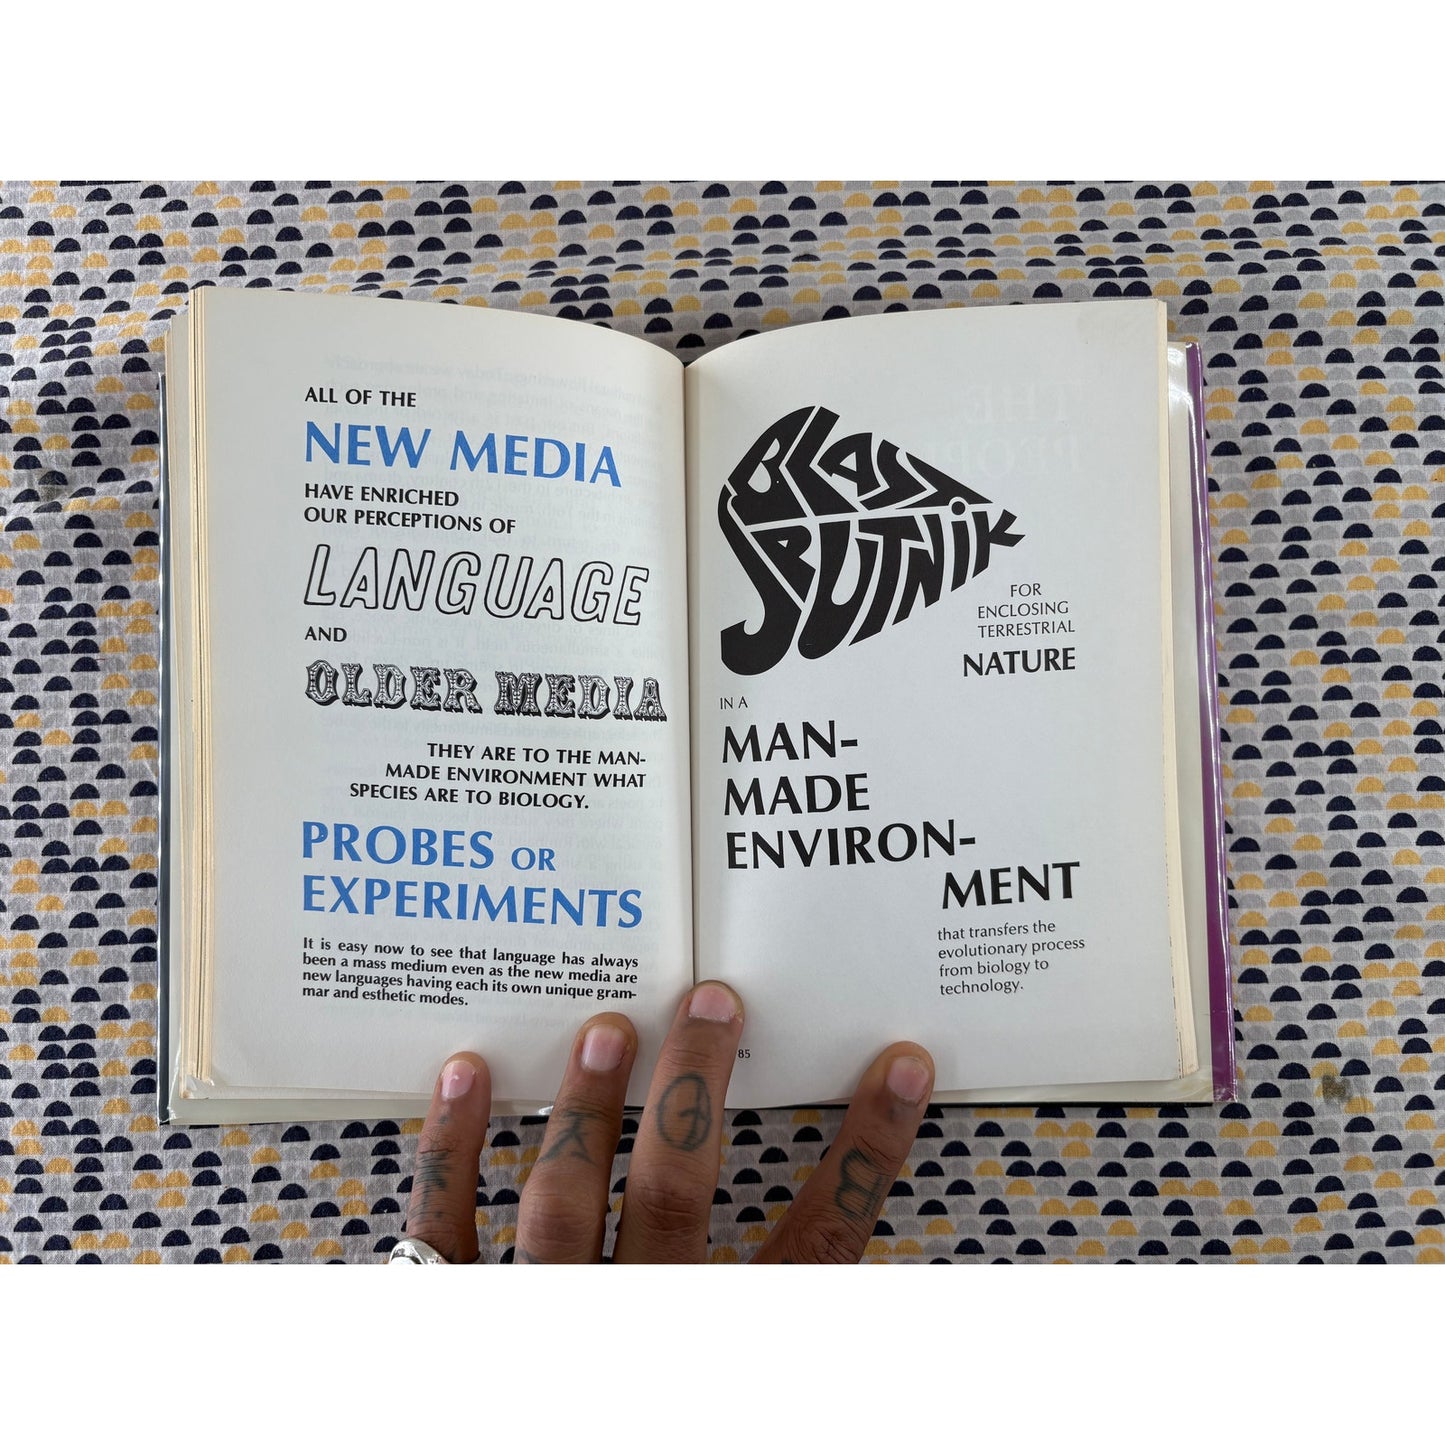 ALL OF THE
NEW MEDIA
HAVE ENRICHED
OUR PERCEPTIONS OF
LANGUAGE
AND
OLDER MEDIA
THEY ARE TO THE MAN-
MADE ENVIRONMENT WHAT
SPECIES ARE TO BIOLOGY.
PROBES OR
EXPERIMENTS
It is easy now to see that language has always
been a mass medium even as the new media are
new languages having each its own unique gram-
mar and esthetic modes.
BLAST
SPUTNiK
FOR
ENCLOSING
TERRESTRIAL
NATURE
IN A
MAN-
MADE
ENVIRON-
MENT
that transfers the
evolutionary process
from biology to
technology.
85